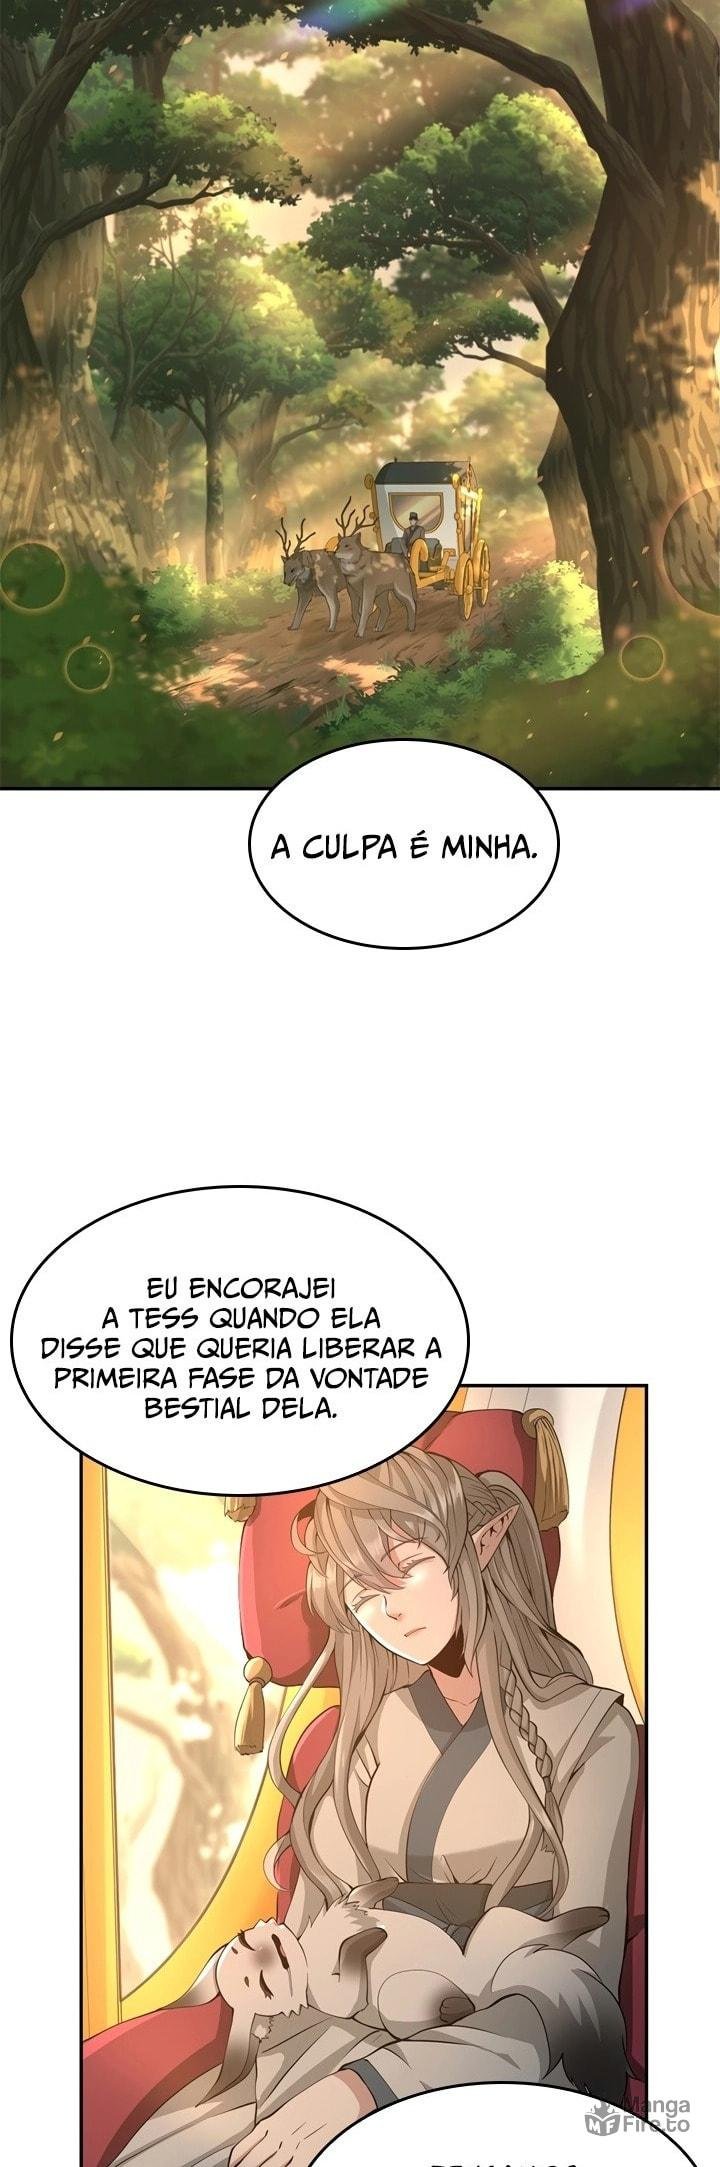 A CULPA É MINHA.
EU ENCORAJEI
A TESS QUANDO ELA
DISSE QUE QUERIA LIBERAR A
PRIMEIRA FASE DA VONTADE
BESTIAL DELA.
Manga
Fire.to